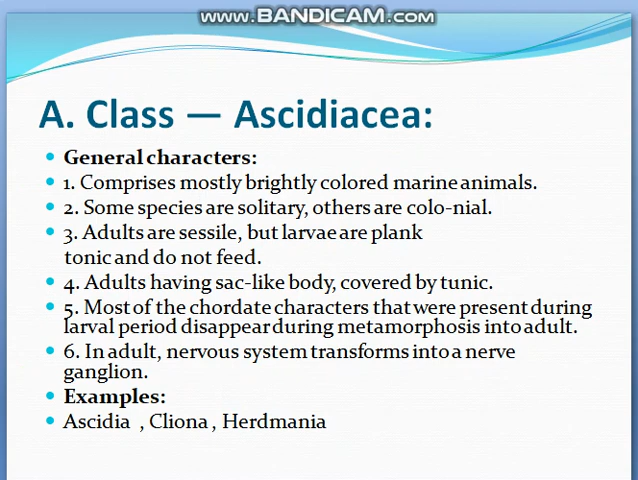 www.BANDICAM.com
A. Class — Ascidiacea:
General characters:
1. Comprises mostly brightly colored marine animals.
2. Some species are solitary, others are colo-nial.
3. Adults are sessile, but larvae are plank
tonic and do not feed.
4. Adults having sac-like body, covered by tunic.
5. Most of the chordate characters that were present during
larval period disappear during metamorphosis into adult.
6. In adult, nervous system transforms into a nerve
ganglion.
Examples:
Ascidia , Cliona , Herdmania